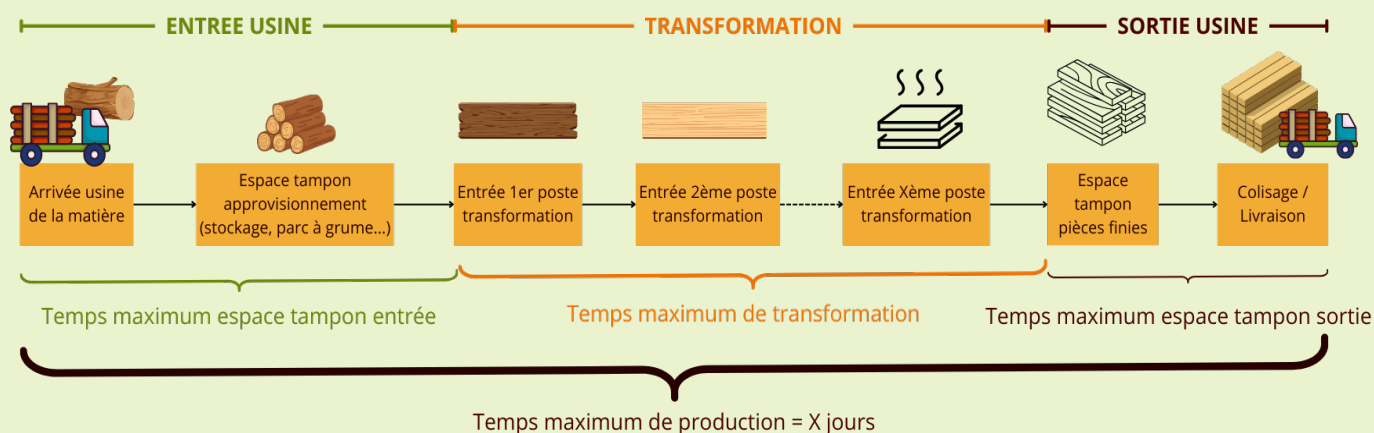 ENTREE USINE
TRANSFORMATION
SORTIE USINE
Arrivée usine
de la matière
Espace tampon
approvisionnement
(stockage, parc à grume...)
Entrée 1er poste
transformation
Entrée 2ème poste
transformation
Entrée Xème poste
transformation
Espace
tampon
pièces finies
Colisage /
Livraison
Temps maximum espace tampon entrée
Temps maximum de transformation
Temps maximum espace tampon sortie
Temps maximum de production = X jours